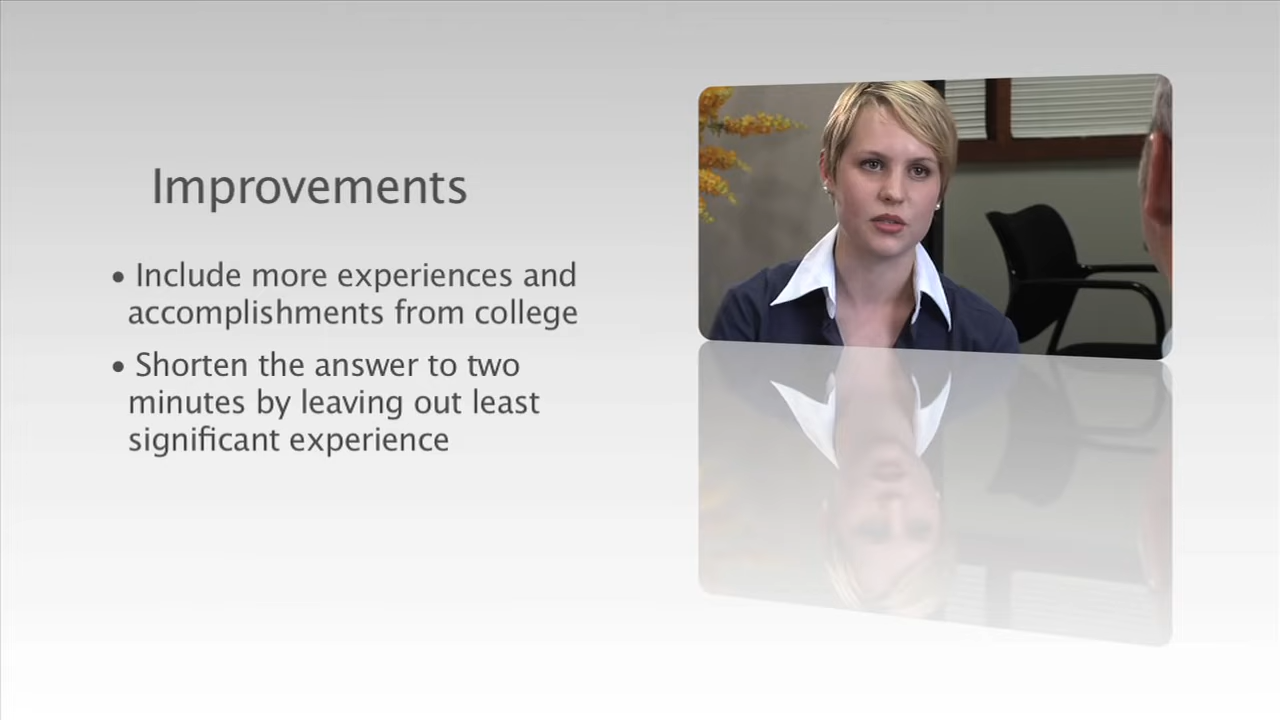 Improvements
• Include more experiences and
accomplishments from college
• Shorten the answer to two
minutes by leaving out least
significant experience